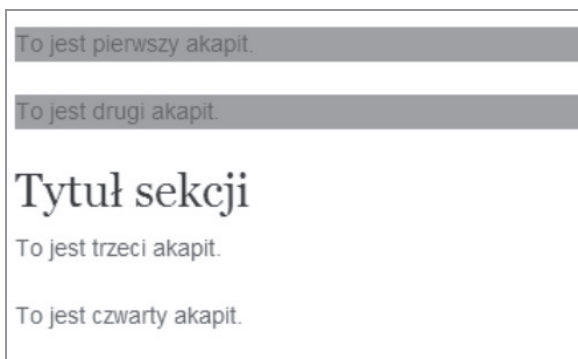 To jest pierwszy akapit.
To jest drugi akapit.
Tytuł sekcji
To jest trzeci akapit.
To jest czwarty akapit.